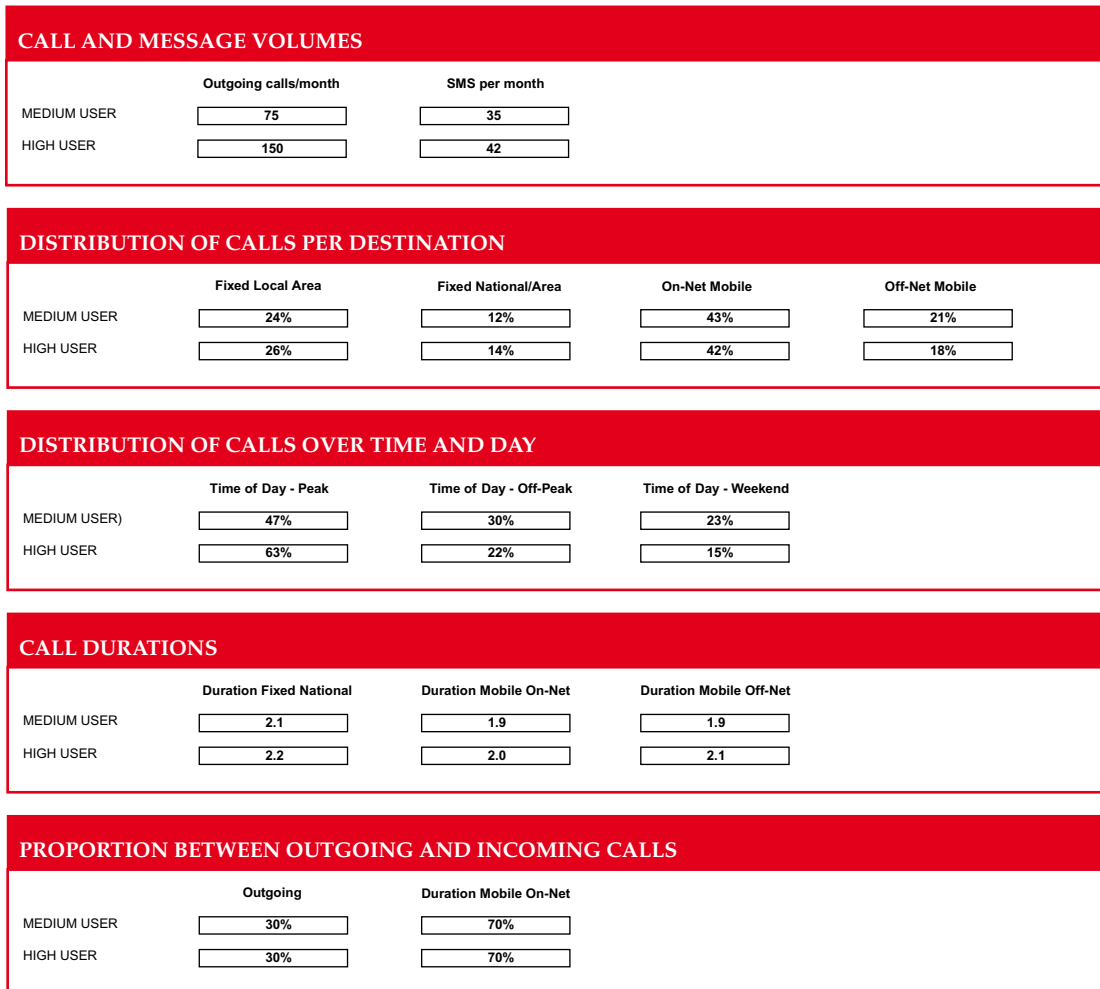 CALL AND MESSAGE VOLUMES
Outgoing calls/month SMS per month
MEDIUM USER 75 35
HIGH USER 150 42
DISTRIBUTION OF CALLS PER DESTINATION
Fixed Local Area Fixed National/Area On-Net Mobile Off-Net Mobile
MEDIUM USER 24% 12% 43% 21%
HIGH USER 26% 14% 42% 18%
DISTRIBUTION OF CALLS OVER TIME AND DAY
Time of Day - Peak Time of Day - Off-Peak Time of Day - Weekend
MEDIUM USER) 47% 30% 23%
HIGH USER 63% 22% 15%
CALL DURATIONS
Duration Fixed National Duration Mobile On-Net Duration Mobile Off-Net
MEDIUM USER 2.1 1.9 1.9
HIGH USER 2.2 2.0 2.1
PROPORTION BETWEEN OUTGOING AND INCOMING CALLS
Outgoing Duration Mobile On-Net
MEDIUM USER 30% 70%
HIGH USER 30% 70%